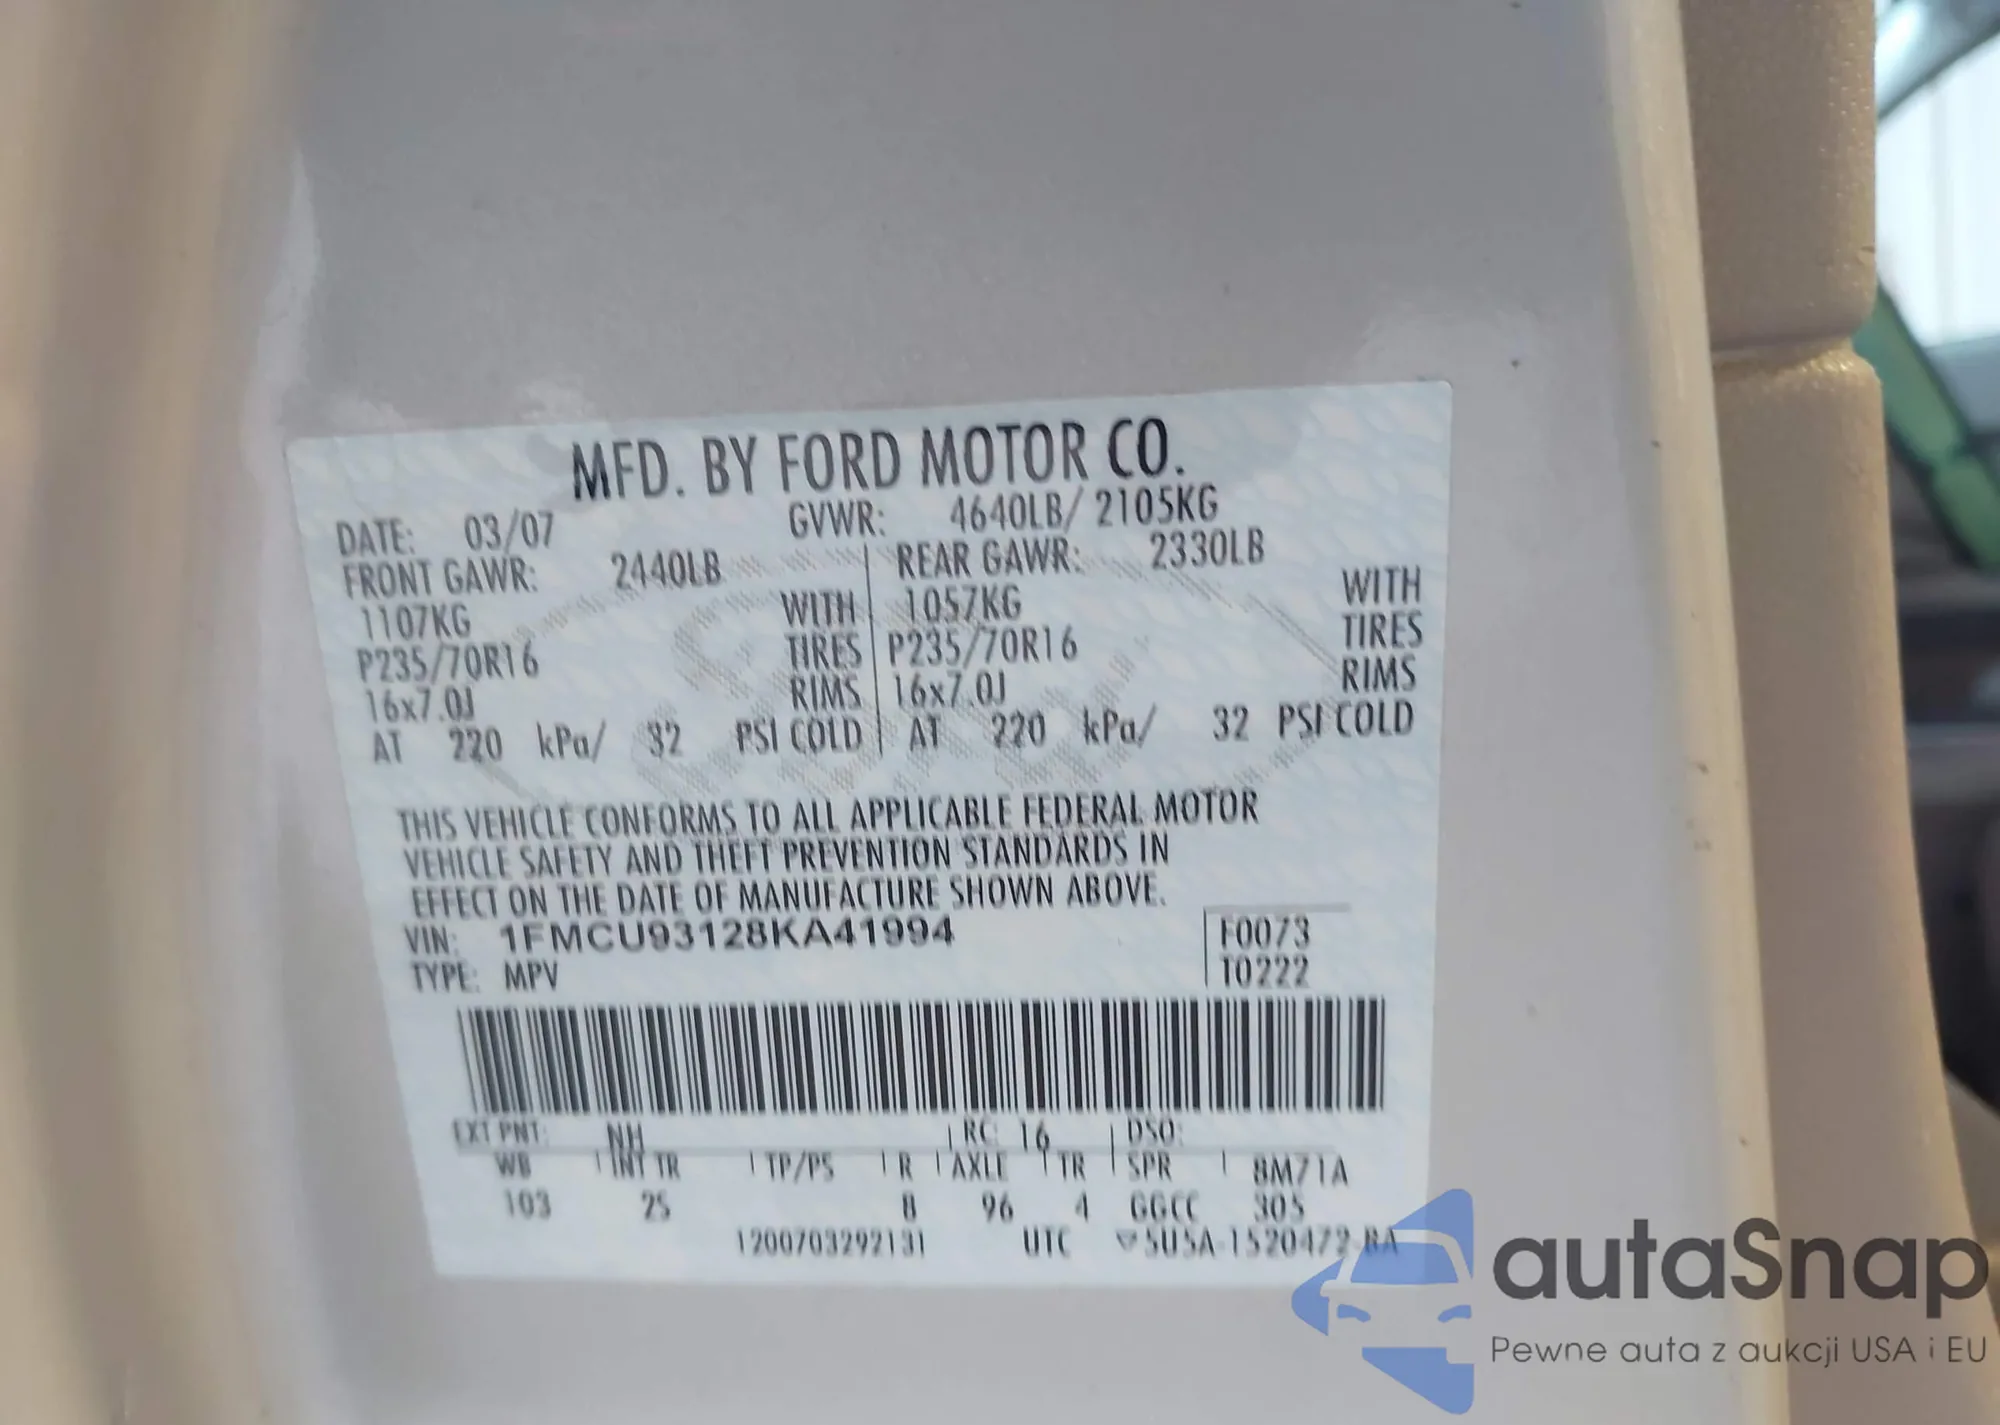 MFD. BY FORD MOTOR CO.
DATE: 03/07 GVWR: 4640LB/ 2105KG
FRONT GAWR: 2440LB REAR GAWR: 2330LB
1107KG WITH 1057KG WITH
P235/70R16 TIRES P235/70R16 TIRES
16x7.0J RIMS 16x7.0J RIMS
AT 220 kPa/ 32 PSI COLD AT 220 kPa/ 32 PSI COLD
THIS VEHICLE CONFORMS TO ALL APPLICABLE FEDERAL MOTOR
VEHICLE SAFETY AND THEFT PREVENTION STANDARDS IN
EFFECT ON THE DATE OF MANUFACTURE SHOWN ABOVE.
VIN: 1FMCU93128KA41994 F0073
TYPE: MPV T0222
EXT PNT: NH RC: 16 DSO:
WB INT TR TP/PS R AXLE TR SPR 8M71A
103 2S 8 96 4 GGCC 305
1200703292131 UTC 5U5A-1520472-BA
autaSnap
Pewne auta z aukcji USA i EU